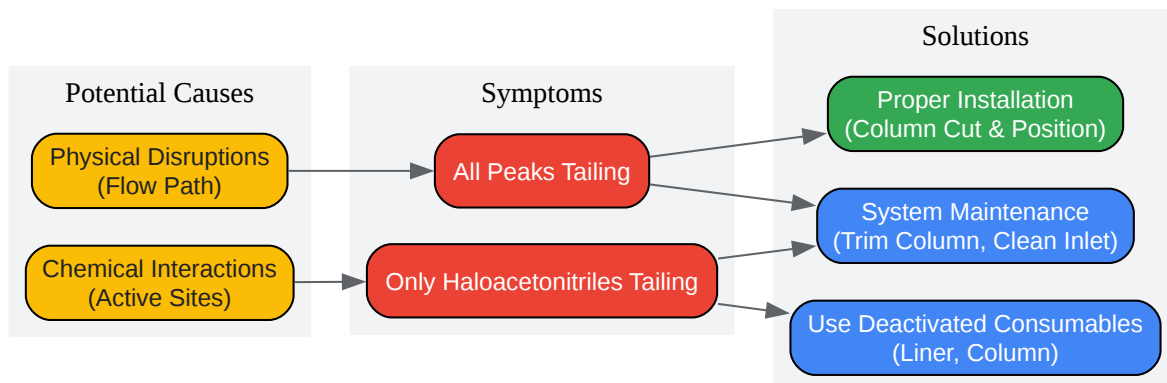 Potential Causes
Physical Disruptions
(Flow Path)
Chemical Interactions
(Active Sites)
Symptoms
All Peaks Tailing
Only Haloacetonitriles Tailing
Solutions
Proper Installation
(Column Cut & Position)
System Maintenance
(Trim Column, Clean Inlet)
Use Deactivated Consumables
(Liner, Column)